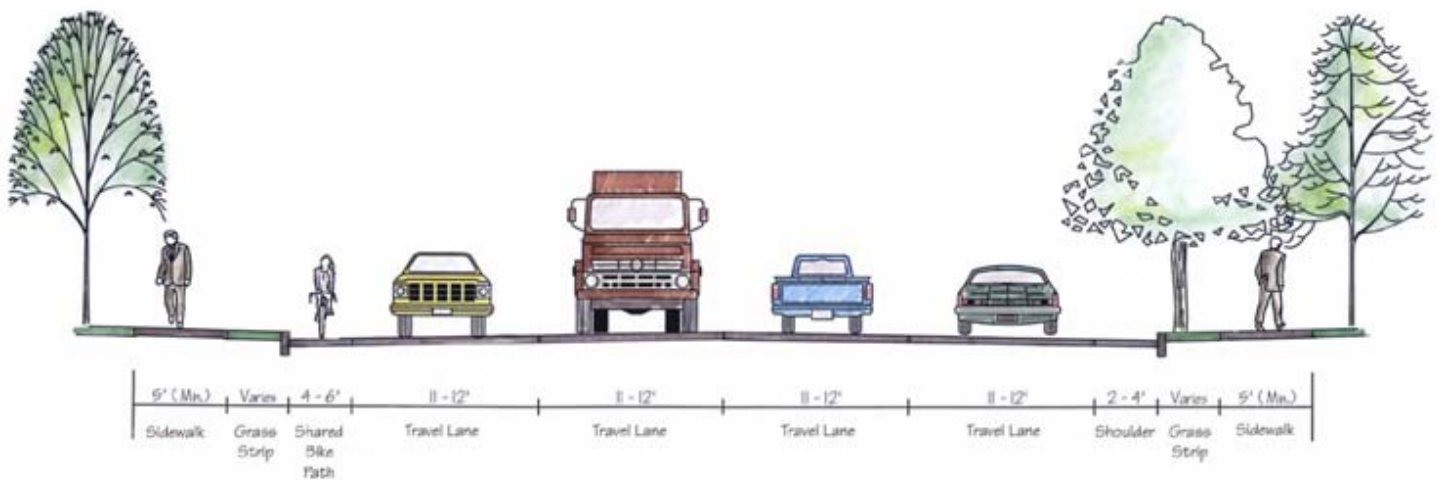 5' (Min.) Varies 4 - 6' 11 - 12' 11 - 12' 11 - 12' 11 - 12' 2 - 4' Varies 5' (Min.)
Sidewalk Grass Shared Travel Lane Travel Lane Travel Lane Travel Lane Shoulder Grass Sidewalk
Strip Bike Strip
Path